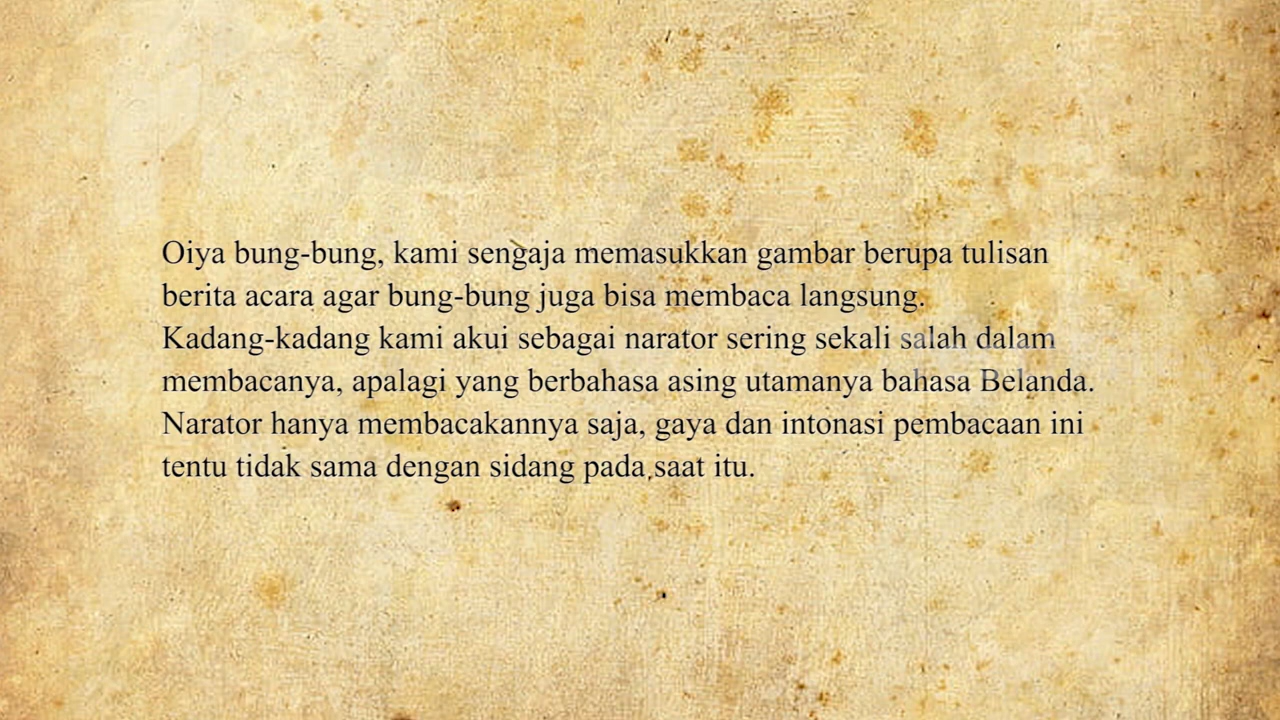 Oiya bung-bung, kami sengaja memasukkan gambar berupa tulisan
berita acara agar bung-bung juga bisa membaca langsung.
Kadang-kadang kami akui sebagai narator sering sekali salah dalam
membacanya, apalagi yang berbahasa asing utamanya bahasa Belanda.
Narator hanya membacakannya saja, gaya dan intonasi pembacaan ini
tentu tidak sama dengan sidang pada saat itu.